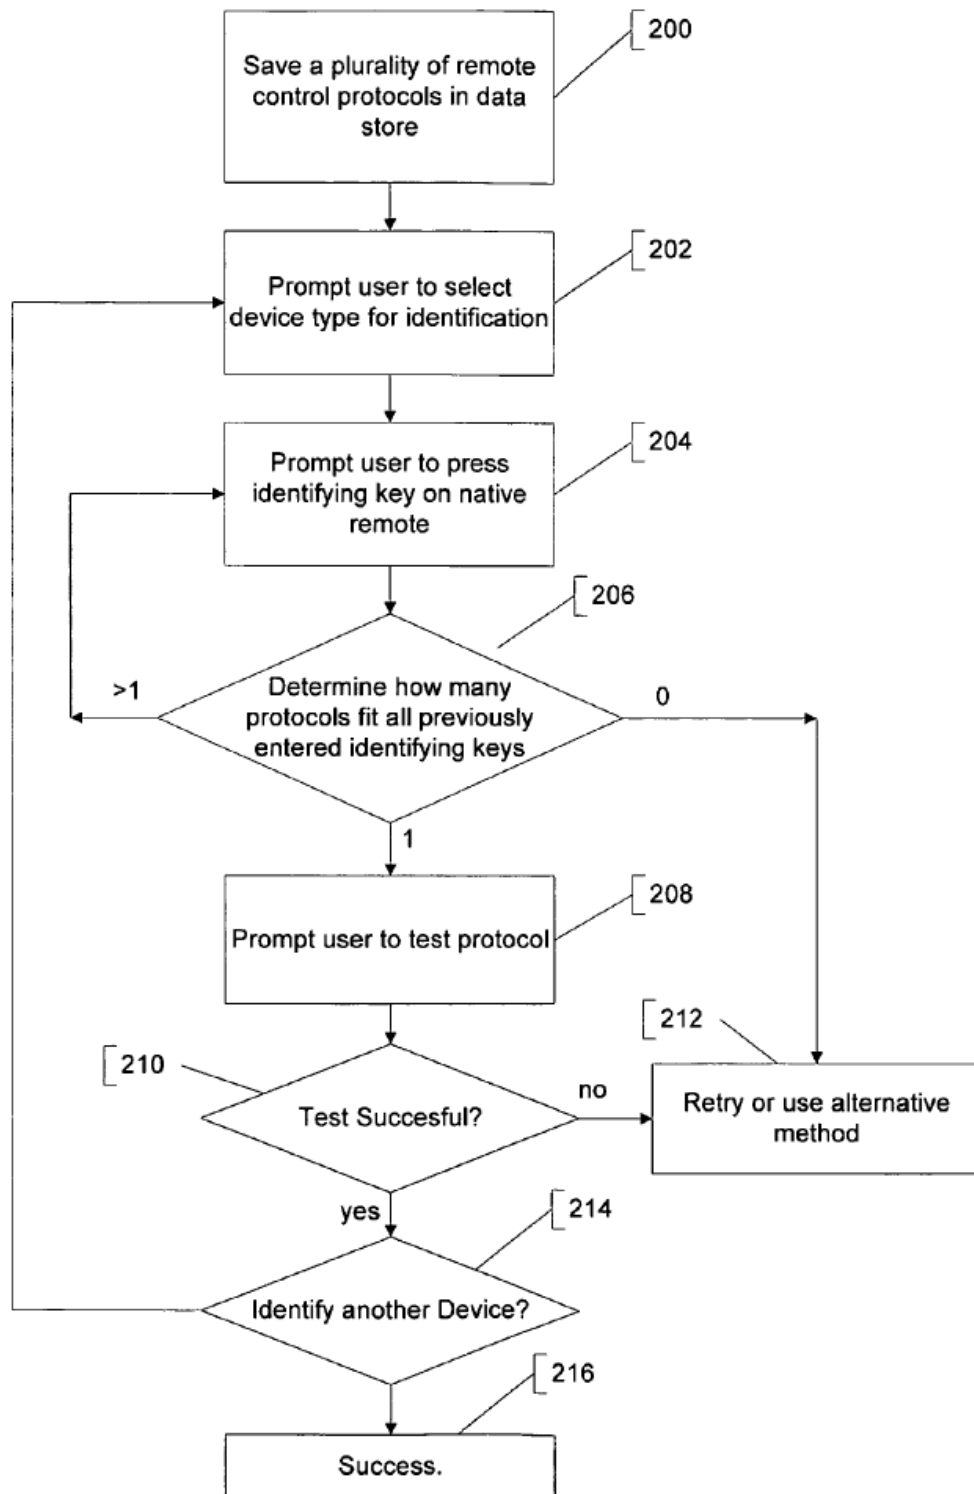 200
Save a plurality of remote
control protocols in data
store
202
Prompt user to select
device type for identification
204
Prompt user to press
identifying key on native
remote
206
>1
Determine how many
protocols fit all previously
entered identifying keys
0
1
208
Prompt user to test protocol
212
210
Test Succesful?
no
Retry or use alternative
method
yes
214
Identify another Device?
216
Success.